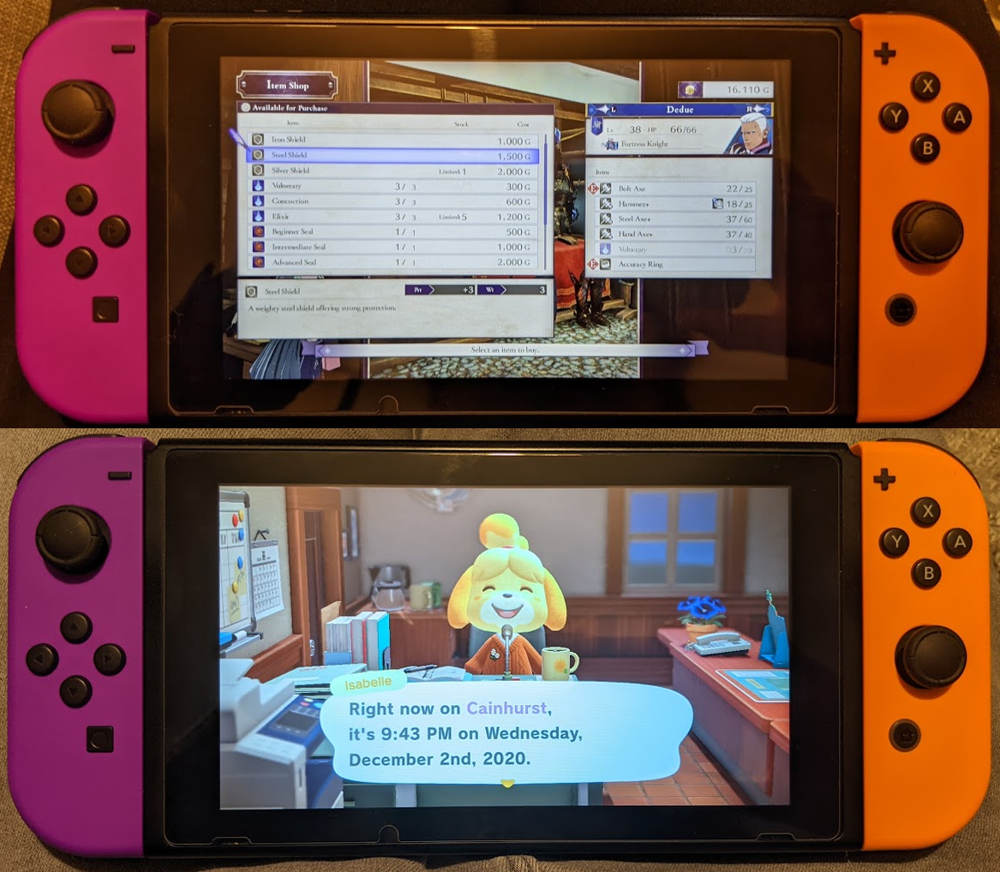 Item Shop
Available for Purchase
Item Stock Cost
Iron Shield 1,000 G
Steel Shield 1,500 G
Silver Shield Limited: 1 2,000 G
Vulnerary 3/ 3 300 G
Concoction 3/ 3 600 G
Elixir 3/ 3 Limited: 5 1,200 G
Beginner Seal 1/ 1 500 G
Intermediate Seal 1/ 1 1,000 G
Advanced Seal 1/ 1 2,000 G
Steel Shield Prt +3 Wt 3
A weighty steel shield offering strong protection.
Select an item to buy.
16,110 G
L Dedue R
Lv 38 HP 66/66
Fortress Knight
Items
E Bolt Axe 22/25
Hammer+ 18/25
Steel Axe+ 37/60
Hand Axe+ 37/40
Vulnerary 03/03
E Accuracy Ring
X
Y A
B
Isabelle
Right now on Cainhurst,
it's 9:43 PM on Wednesday,
December 2nd, 2020.
X
Y A
B